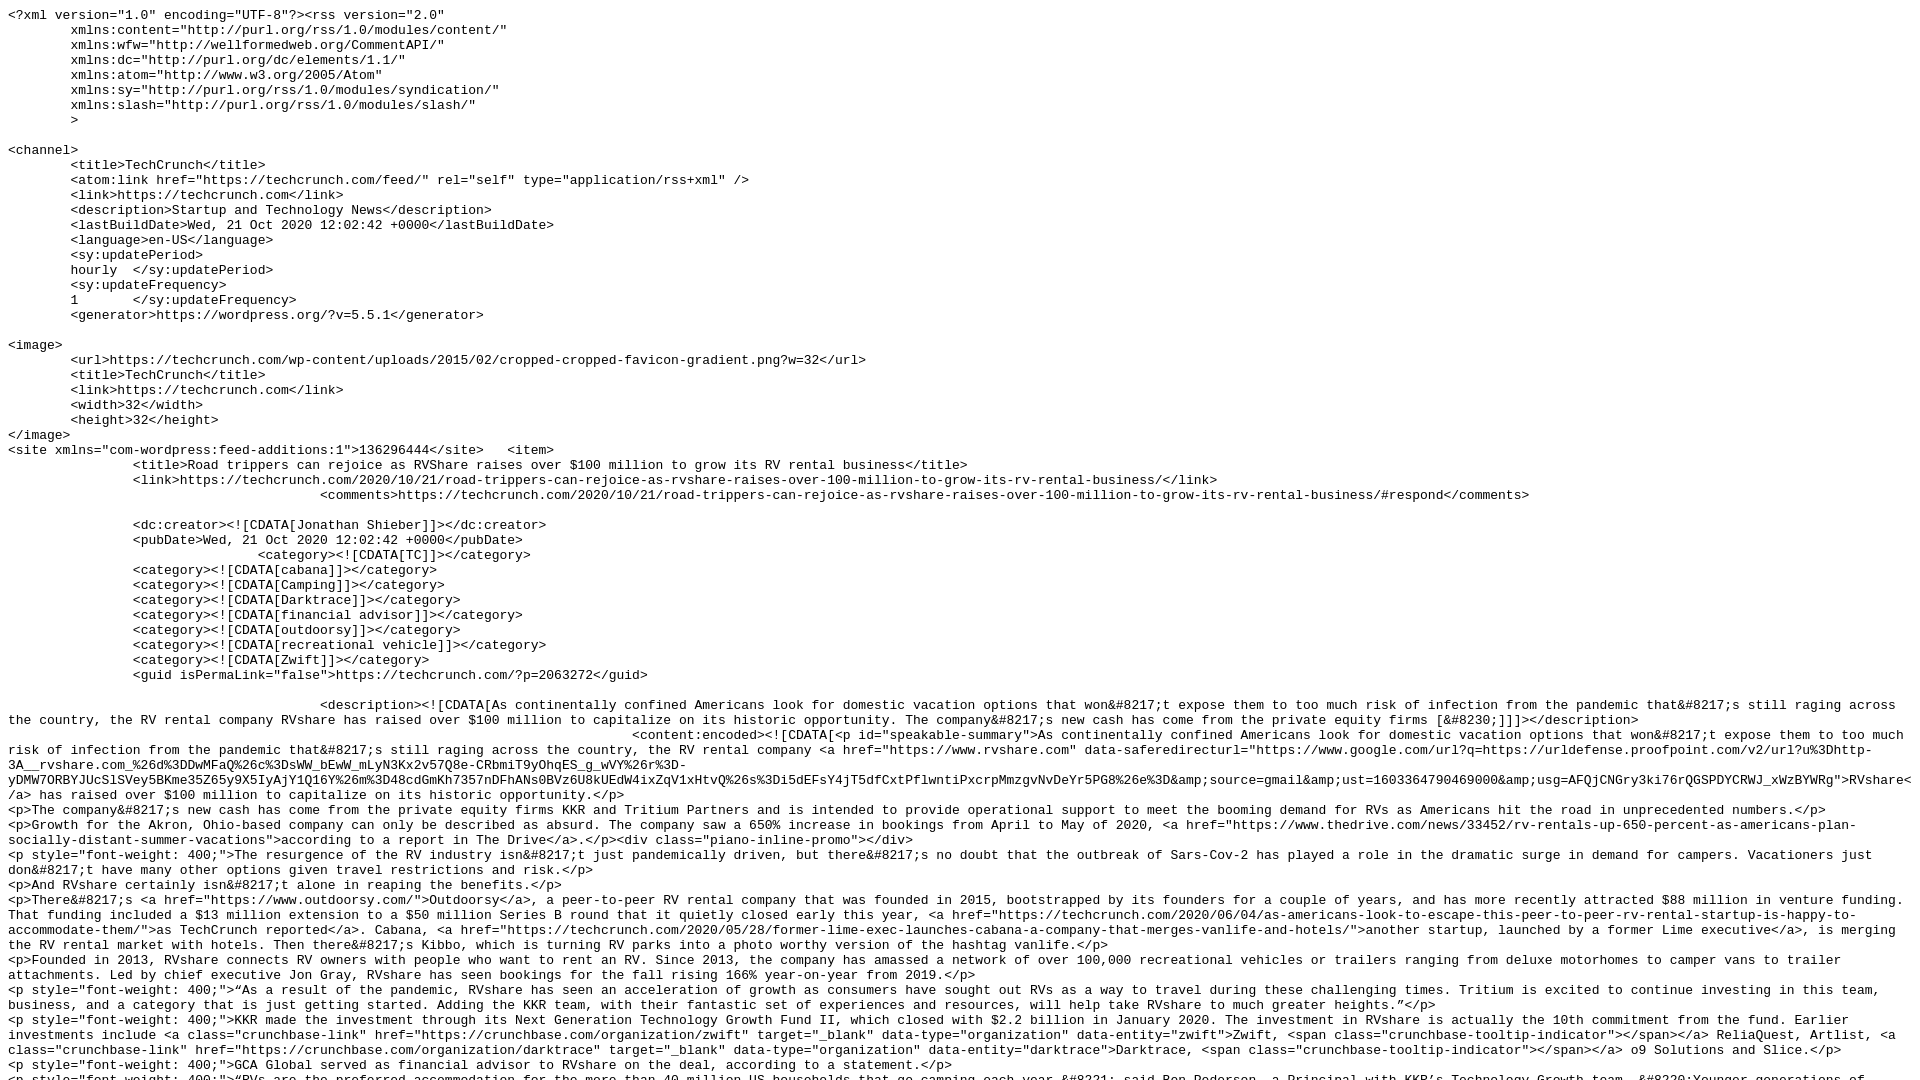 <?xml version="1.0" encoding="UTF-8"?><rss version="2.0"
xmlns:content="http://purl.org/rss/1.0/modules/content/"
xmlns:wfw="http://wellformedweb.org/CommentAPI/"
xmlns:dc="http://purl.org/dc/elements/1.1/"
xmlns:atom="http://www.w3.org/2005/Atom"
xmlns:sy="http://purl.org/rss/1.0/modules/syndication/"
xmlns:slash="http://purl.org/rss/1.0/modules/slash/"
>
<channel>
<title>TechCrunch</title>
<atom:link href="https://techcrunch.com/feed/" rel="self" type="application/rss+xml" />
<link>https://techcrunch.com</link>
<description>Startup and Technology News</description>
<lastBuildDate>Wed, 21 Oct 2020 12:02:42 +0000</lastBuildDate>
<language>en-US</language>
<sy:updatePeriod>
hourly  </sy:updatePeriod>
<sy:updateFrequency>
1       </sy:updateFrequency>
<generator>https://wordpress.org/?v=5.5.1</generator>
<image>
<url>https://techcrunch.com/wp-content/uploads/2015/02/cropped-cropped-favicon-gradient.png?w=32</url>
<title>TechCrunch</title>
<link>https://techcrunch.com</link>
<width>32</width>
<height>32</height>
</image>
<site xmlns="com-wordpress:feed-additions:1">136296444</site>   <item>
<title>Road trippers can rejoice as RVShare raises over $100 million to grow its RV rental business</title>
<link>https://techcrunch.com/2020/10/21/road-trippers-can-rejoice-as-rvshare-raises-over-100-million-to-grow-its-rv-rental-business/</link>
<comments>https://techcrunch.com/2020/10/21/road-trippers-can-rejoice-as-rvshare-raises-over-100-million-to-grow-its-rv-rental-business/#respond</comments>
<dc:creator><![CDATA[Jonathan Shieber]]></dc:creator>
<pubDate>Wed, 21 Oct 2020 12:02:42 +0000</pubDate>
<category><![CDATA[TC]]></category>
<category><![CDATA[cabana]]></category>
<category><![CDATA[Camping]]></category>
<category><![CDATA[Darktrace]]></category>
<category><![CDATA[financial advisor]]></category>
<category><![CDATA[outdoorsy]]></category>
<category><![CDATA[recreational vehicle]]></category>
<category><![CDATA[Zwift]]></category>
<guid isPermaLink="false">https://techcrunch.com/?p=2063272</guid>
<description><![CDATA[As continentally confined Americans look for domestic vacation options that won&#8217;t expose them to too much risk of infection from the pandemic that&#8217;s still raging across
the country, the RV rental company RVshare has raised over $100 million to capitalize on its historic opportunity. The company&#8217;s new cash has come from the private equity firms [&#8230;]]]></description>
<content:encoded><![CDATA[<p id="speakable-summary">As continentally confined Americans look for domestic vacation options that won&#8217;t expose them to too much
risk of infection from the pandemic that&#8217;s still raging across the country, the RV rental company <a href="https://www.rvshare.com" data-saferedirecturl="https://www.google.com/url?q=https://urldefense.proofpoint.com/v2/url?u%3Dhttp-
3A__rvshare.com_%26d%3DDwMFaQ%26c%3DsWW_bEwW_mLyN3Kx2v57Q8e-CRbmiT9yOhqES_g_wVY%26r%3D-
yDMW7ORBYJUcSlSVey5BKme35Z65y9X5IyAjY1Q16Y%26m%3D48cdGmKh7357nDFhANs0BVz6U8kUEdW4ixZqV1xHtvQ%26s%3Di5dEFsY4jT5dfCxtPflwntiPxcrpMmzgvNvDeYr5PG8%26e%3D&amp;source=gmail&amp;ust=1603364790469000&amp;usg=AFQjCNGry3ki76rQGSPDYCRWJ_xWzBYWRg">RVshare<
/a> has raised over $100 million to capitalize on its historic opportunity.</p>
<p>The company&#8217;s new cash has come from the private equity firms KKR and Tritium Partners and is intended to provide operational support to meet the booming demand for RVs as Americans hit the road in unprecedented numbers.</p>
<p>Growth for the Akron, Ohio-based company can only be described as absurd. The company saw a 650% increase in bookings from April to May of 2020, <a href="https://www.thedrive.com/news/33452/rv-rentals-up-650-percent-as-americans-plan-
socially-distant-summer-vacations">according to a report in The Drive</a>.</p><div class="piano-inline-promo"></div>
<p style="font-weight: 400;">The resurgence of the RV industry isn&#8217;t just pandemically driven, but there&#8217;s no doubt that the outbreak of Sars-Cov-2 has played a role in the dramatic surge in demand for campers. Vacationers just
don&#8217;t have many other options given travel restrictions and risk.</p>
<p>And RVshare certainly isn&#8217;t alone in reaping the benefits.</p>
<p>There&#8217;s <a href="https://www.outdoorsy.com/">Outdoorsy</a>, a peer-to-peer RV rental company that was founded in 2015, bootstrapped by its founders for a couple of years, and has more recently attracted $88 million in venture funding.
That funding included a $13 million extension to a $50 million Series B round that it quietly closed early this year, <a href="https://techcrunch.com/2020/06/04/as-americans-look-to-escape-this-peer-to-peer-rv-rental-startup-is-happy-to-
accommodate-them/">as TechCrunch reported</a>. Cabana, <a href="https://techcrunch.com/2020/05/28/former-lime-exec-launches-cabana-a-company-that-merges-vanlife-and-hotels/">another startup, launched by a former Lime executive</a>, is merging
the RV rental market with hotels. Then there&#8217;s Kibbo, which is turning RV parks into a photo worthy version of the hashtag vanlife.</p>
<p>Founded in 2013, RVshare connects RV owners with people who want to rent an RV. Since 2013, the company has amassed a network of over 100,000 recreational vehicles or trailers ranging from deluxe motorhomes to camper vans to trailer
attachments. Led by chief executive Jon Gray, RVshare has seen bookings for the fall rising 166% year-on-year from 2019.</p>
<p style="font-weight: 400;">“As a result of the pandemic, RVshare has seen an acceleration of growth as consumers have sought out RVs as a way to travel during these challenging times. Tritium is excited to continue investing in this team,
business, and a category that is just getting started. Adding the KKR team, with their fantastic set of experiences and resources, will help take RVshare to much greater heights.”</p>
<p style="font-weight: 400;">KKR made the investment through its Next Generation Technology Growth Fund II, which closed with $2.2 billion in January 2020. The investment in RVshare is actually the 10th commitment from the fund. Earlier
investments include <a class="crunchbase-link" href="https://crunchbase.com/organization/zwift" target="_blank" data-type="organization" data-entity="zwift">Zwift, <span class="crunchbase-tooltip-indicator"></span></a> ReliaQuest, Artlist, <a
class="crunchbase-link" href="https://crunchbase.com/organization/darktrace" target="_blank" data-type="organization" data-entity="darktrace">Darktrace, <span class="crunchbase-tooltip-indicator"></span></a> o9 Solutions and Slice.</p>
<p style="font-weight: 400;">GCA Global served as financial advisor to RVshare on the deal, according to a statement.</p>
<p style="font-weight: 400;">“RVs are the preferred accommodation for the more than 40 million US households that go camping each year,&#8221; said Ben Pederson, a Principal with KKR’s Technology Growth team. &#8220;Younger generations of